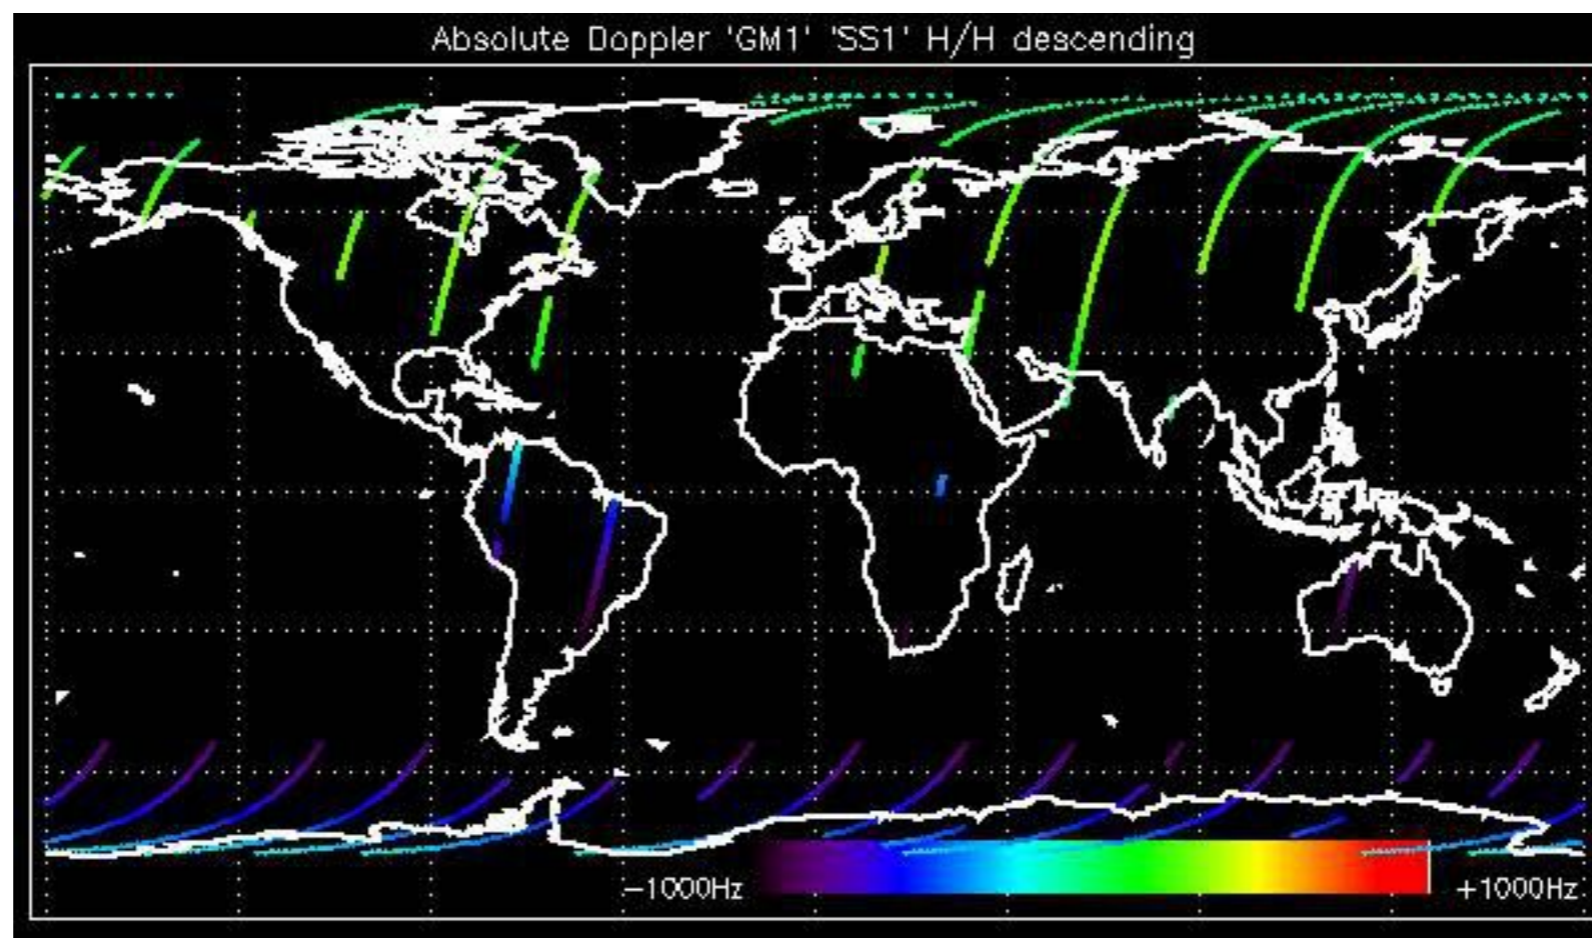 Absolute Doppler 'GM1' 'SS1' H/H descending
−1000Hz
+1000Hz